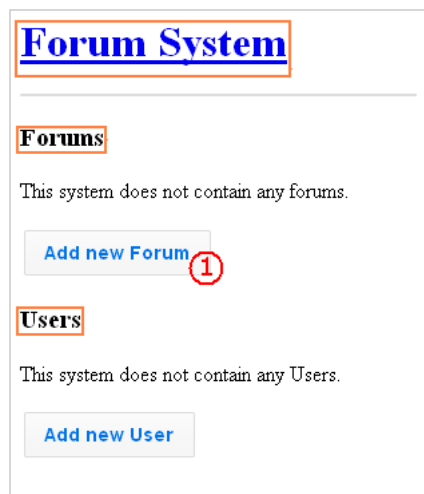 Forum System
Forums
This system does not contain any forums.
Add new Forum
1
Users
This system does not contain any Users.
Add new User